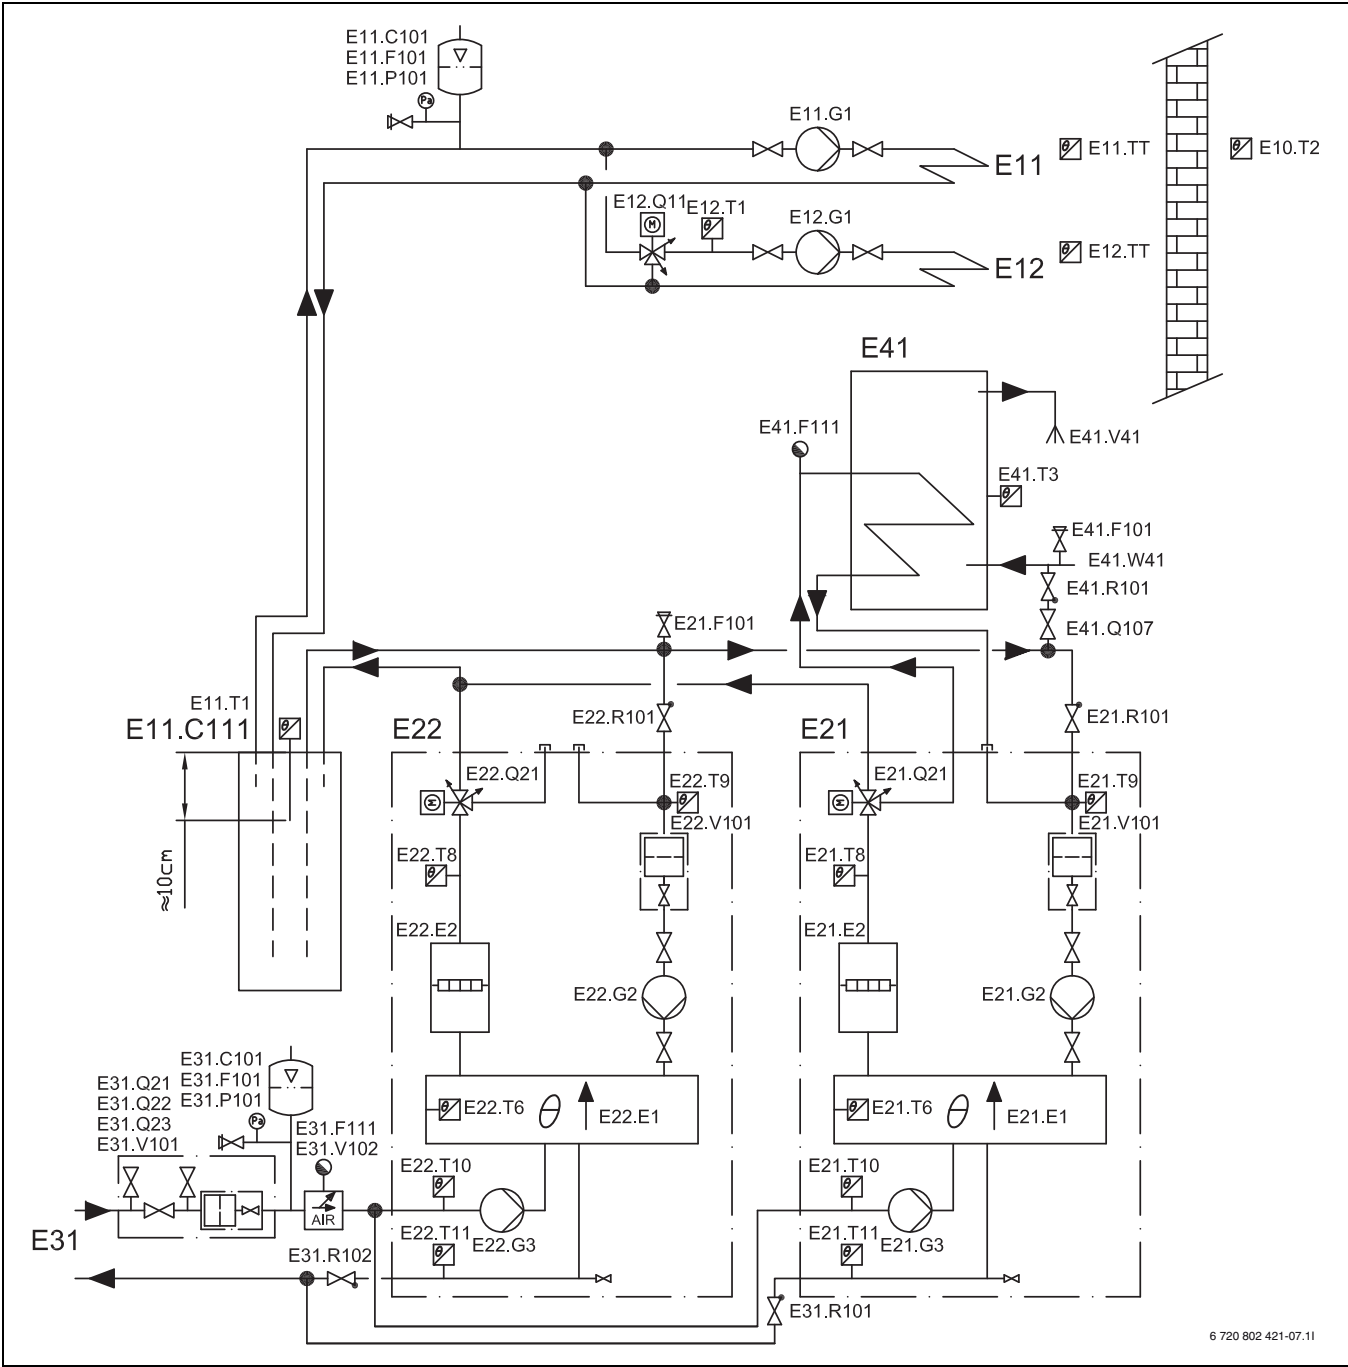 E11.C101
E11.F101
E11.P101
Pa
E11.G1
E11
θ E11.TT
θ E10.T2
E12.Q11
M
E12.T1
θ
E12.G1
E12
θ E12.TT
E41
E41.F111
E41.V41
E41.T3
θ
E41.F101
E41.W41
E41.R101
E41.Q107
E21.F101
E11.T1
θ
E11.C111
≈10cm
E22
E22.R101
E21
E21.R101
E22.Q21
M
E22.T9
θ
E22.V101
E21.Q21
M
E21.T9
θ
E21.V101
E22.T8
θ
E21.T8
θ
E22.E2
E21.E2
E22.G2
E21.G2
E31.C101
E31.F101
E31.P101
Pa
E31.Q21
E31.Q22
E31.Q23
E31.V101
E31.F111
E31.V102
AIR
θ E22.T6
E22.E1
θ E21.T6
E21.E1
E22.T10
θ
E21.T10
θ
E31
E22.T11
θ
E22.G3
E21.T11
θ
E21.G3
E31.R102
E31.R101
6 720 802 421-07.1I